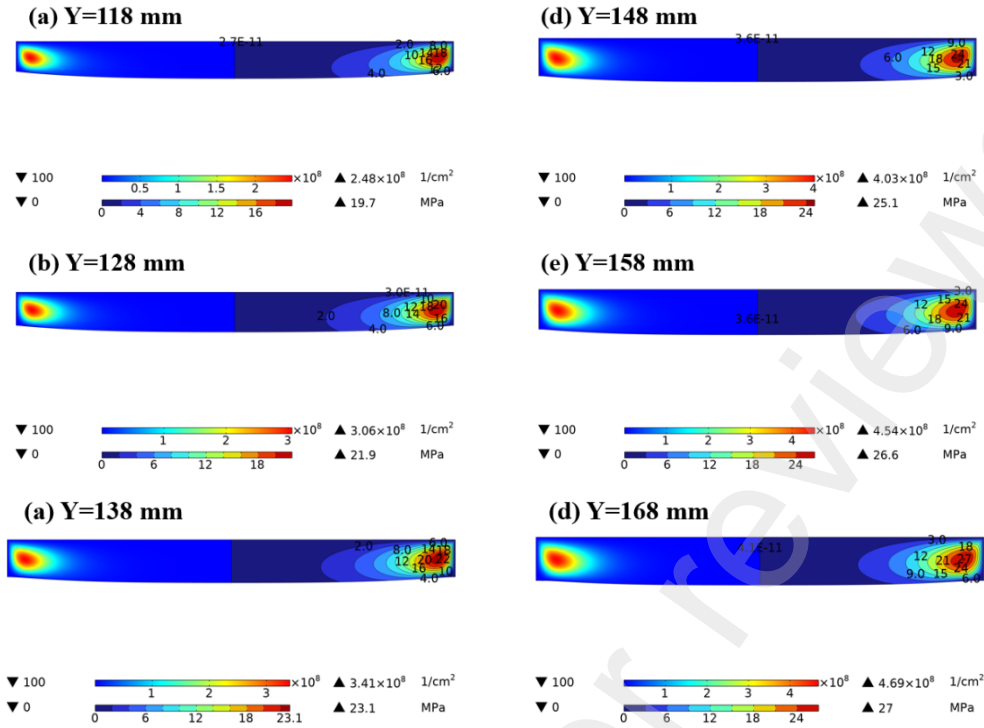 (a) Y=118 mm
2.7E-11
2.0
8.0
10
14
18
16
12
4.0
6.0
▼ 100
0.5 1 1.5 2 ×10⁸
▲ 2.48×10⁸ 1/cm²
▼ 0
0 4 8 12 16
▲ 19.7 MPa
(b) Y=128 mm
3.0E-11
10
12
18
20
2.0
8.0
14
16
4.0
6.0
▼ 100
1 2 3 ×10⁸
▲ 3.06×10⁸ 1/cm²
▼ 0
0 6 12 18
▲ 21.9 MPa
(a) Y=138 mm
2.0
6.0
8.0
14
18
12
20
22
16
10
4.0
▼ 100
1 2 3 ×10⁸
▲ 3.41×10⁸ 1/cm²
▼ 0
0 6 12 18 23.1
▲ 23.1 MPa
(d) Y=148 mm
3.6E-11
9.0
12
24
6.0
18
21
15
3.0
▼ 100
1 2 3 4 ×10⁸
▲ 4.03×10⁸ 1/cm²
▼ 0
0 6 12 18 24
▲ 25.1 MPa
(e) Y=158 mm
3.0
15
12
24
3.6E-11
18
21
6.0
9.0
▼ 100
1 2 3 4 ×10⁸
▲ 4.54×10⁸ 1/cm²
▼ 0
0 6 12 18 24
▲ 26.6 MPa
(d) Y=168 mm
3.0
4.1E-11
18
12
21
27
24
9.0
15
6.0
▼ 100
1 2 3 4 ×10⁸
▲ 4.69×10⁸ 1/cm²
▼ 0
0 6 12 18 24
▲ 27 MPa
r review